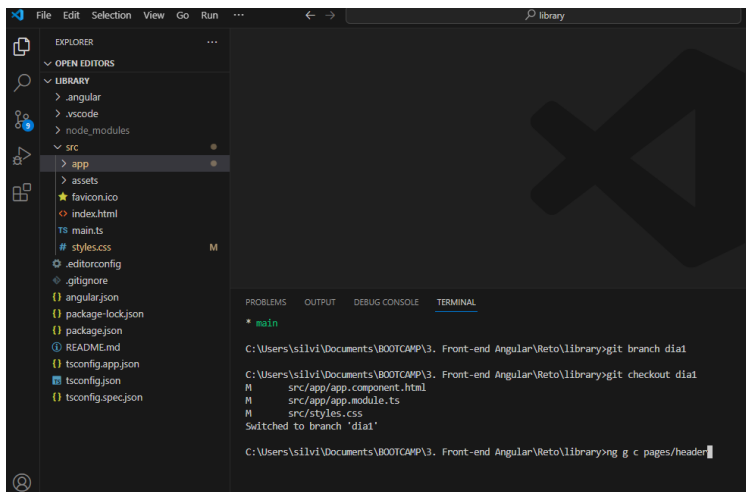 File Edit Selection View Go Run ··· ← → library
EXPLORER ···
OPEN EDITORS
LIBRARY
.angular
.vscode
node_modules
src
app
assets
favicon.ico
index.html
TS main.ts
# styles.css M
.editorconfig
.gitignore
{} angular.json
{} package-lock.json
{} package.json
README.md
{} tsconfig.app.json
tsconfig.json
{} tsconfig.spec.json
9
PROBLEMS OUTPUT DEBUG CONSOLE TERMINAL
* main
C:\Users\silvi\Documents\BOOTCAMP\3. Front-end Angular\Reto\library>git branch dia1
C:\Users\silvi\Documents\BOOTCAMP\3. Front-end Angular\Reto\library>git checkout dia1
M src/app/app.component.html
M src/app/app.module.ts
M src/styles.css
Switched to branch 'dia1'
C:\Users\silvi\Documents\BOOTCAMP\3. Front-end Angular\Reto\library>ng g c pages/header